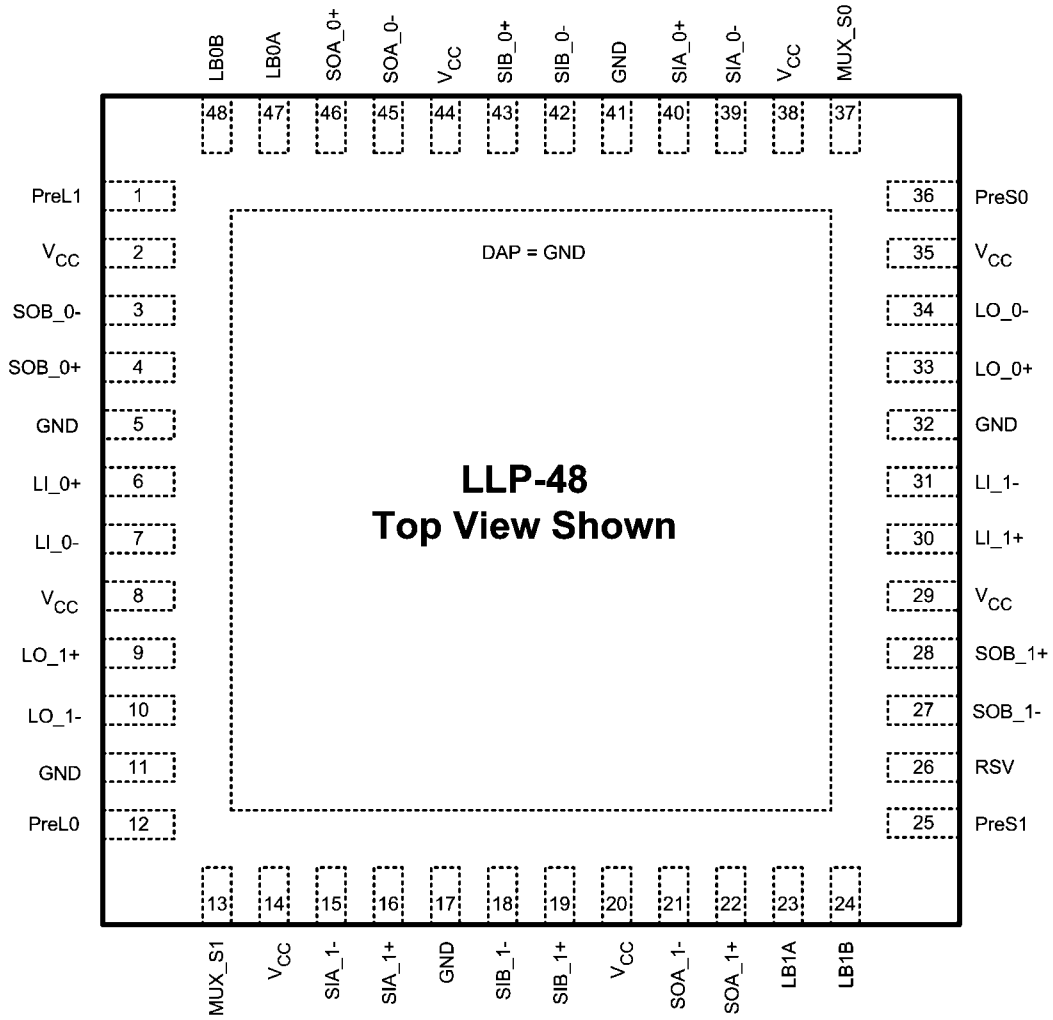 LB0B
LB0A
SOA_0+
SOA_0-
VCC
SIB_0+
SIB_0-
GND
SIA_0+
SIA_0-
VCC
MUX_S0
48 47 46 45 44 43 42 41 40 39 38 37
PreL1 1
VCC 2
SOB_0- 3
SOB_0+ 4
GND 5
LI_0+ 6
LI_0- 7
VCC 8
LO_1+ 9
LO_1- 10
GND 11
PreL0 12
DAP = GND
LLP-48
Top View Shown
36 PreS0
35 VCC
34 LO_0-
33 LO_0+
32 GND
31 LI_1-
30 LI_1+
29 VCC
28 SOB_1+
27 SOB_1-
26 RSV
25 PreS1
13 14 15 16 17 18 19 20 21 22 23 24
MUX_S1
VCC
SIA_1-
SIA_1+
GND
SIB_1-
SIB_1+
VCC
SOA_1-
SOA_1+
LB1A
LB1B